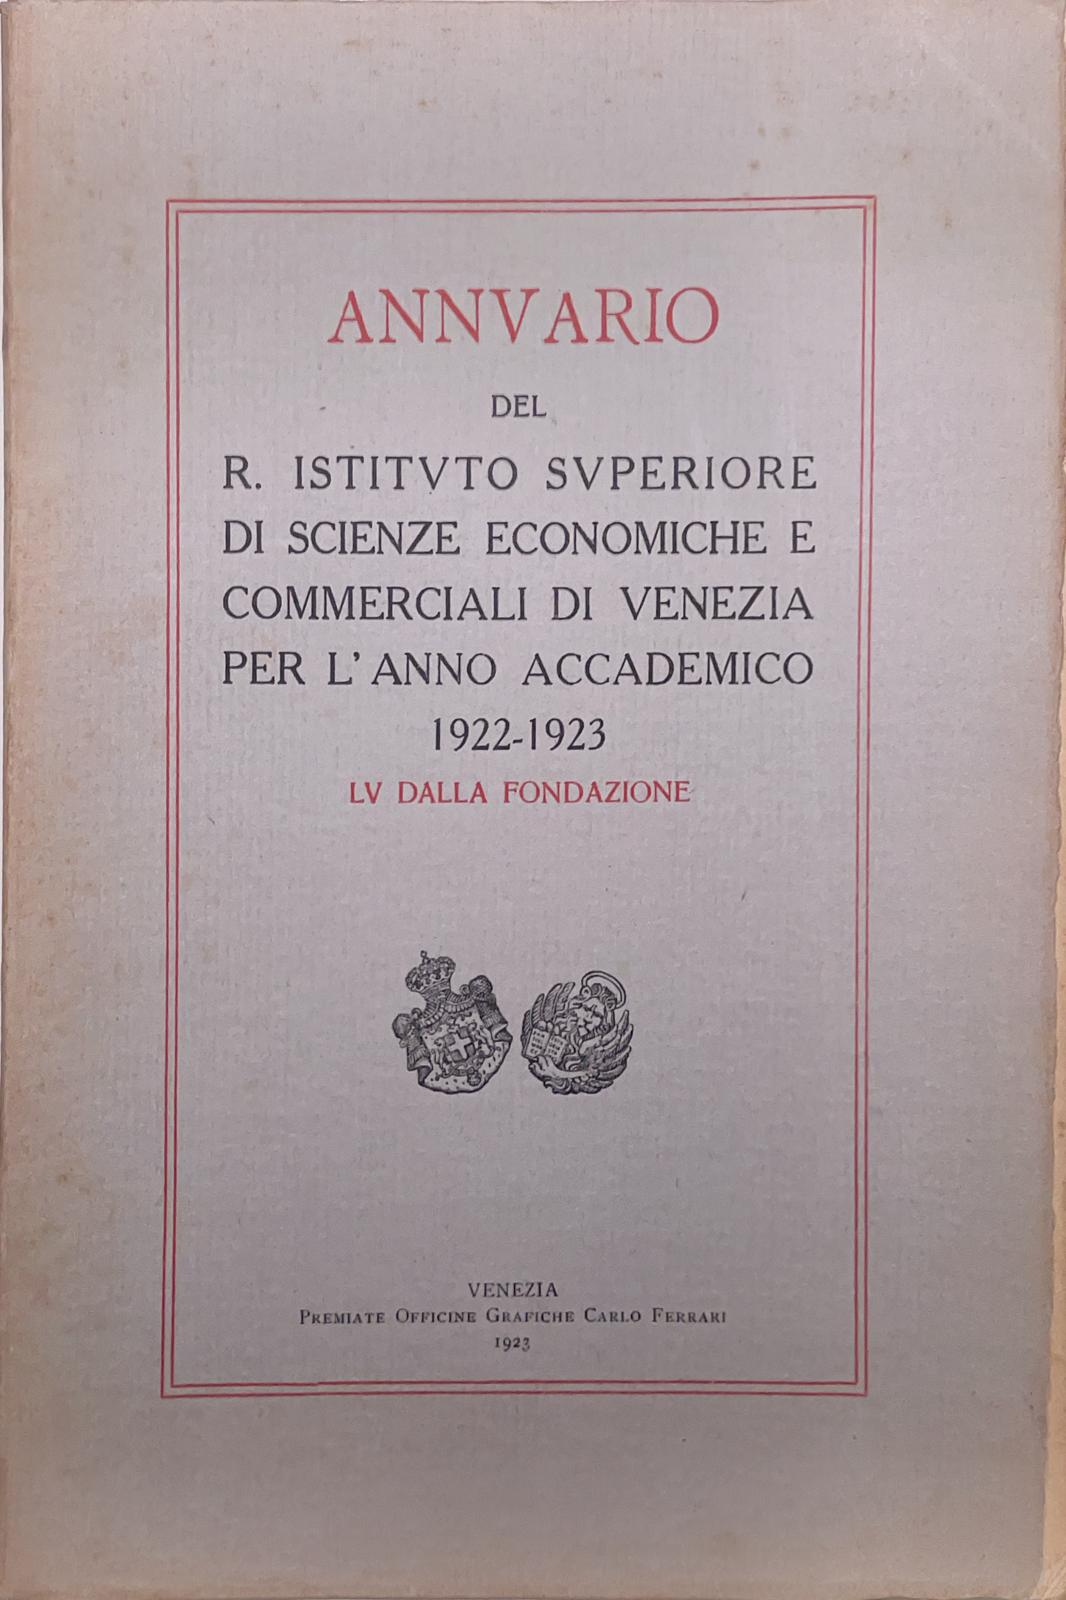 ANNVARIO
DEL
R. ISTITVTO SVPERIORE
DI SCIENZE ECONOMICHE E
COMMERCIALI DI VENEZIA
PER L'ANNO ACCADEMICO
1922-1923
LV DALLA FONDAZIONE
VENEZIA
PREMIATE OFFICINE GRAFICHE CARLO FERRARI
1923